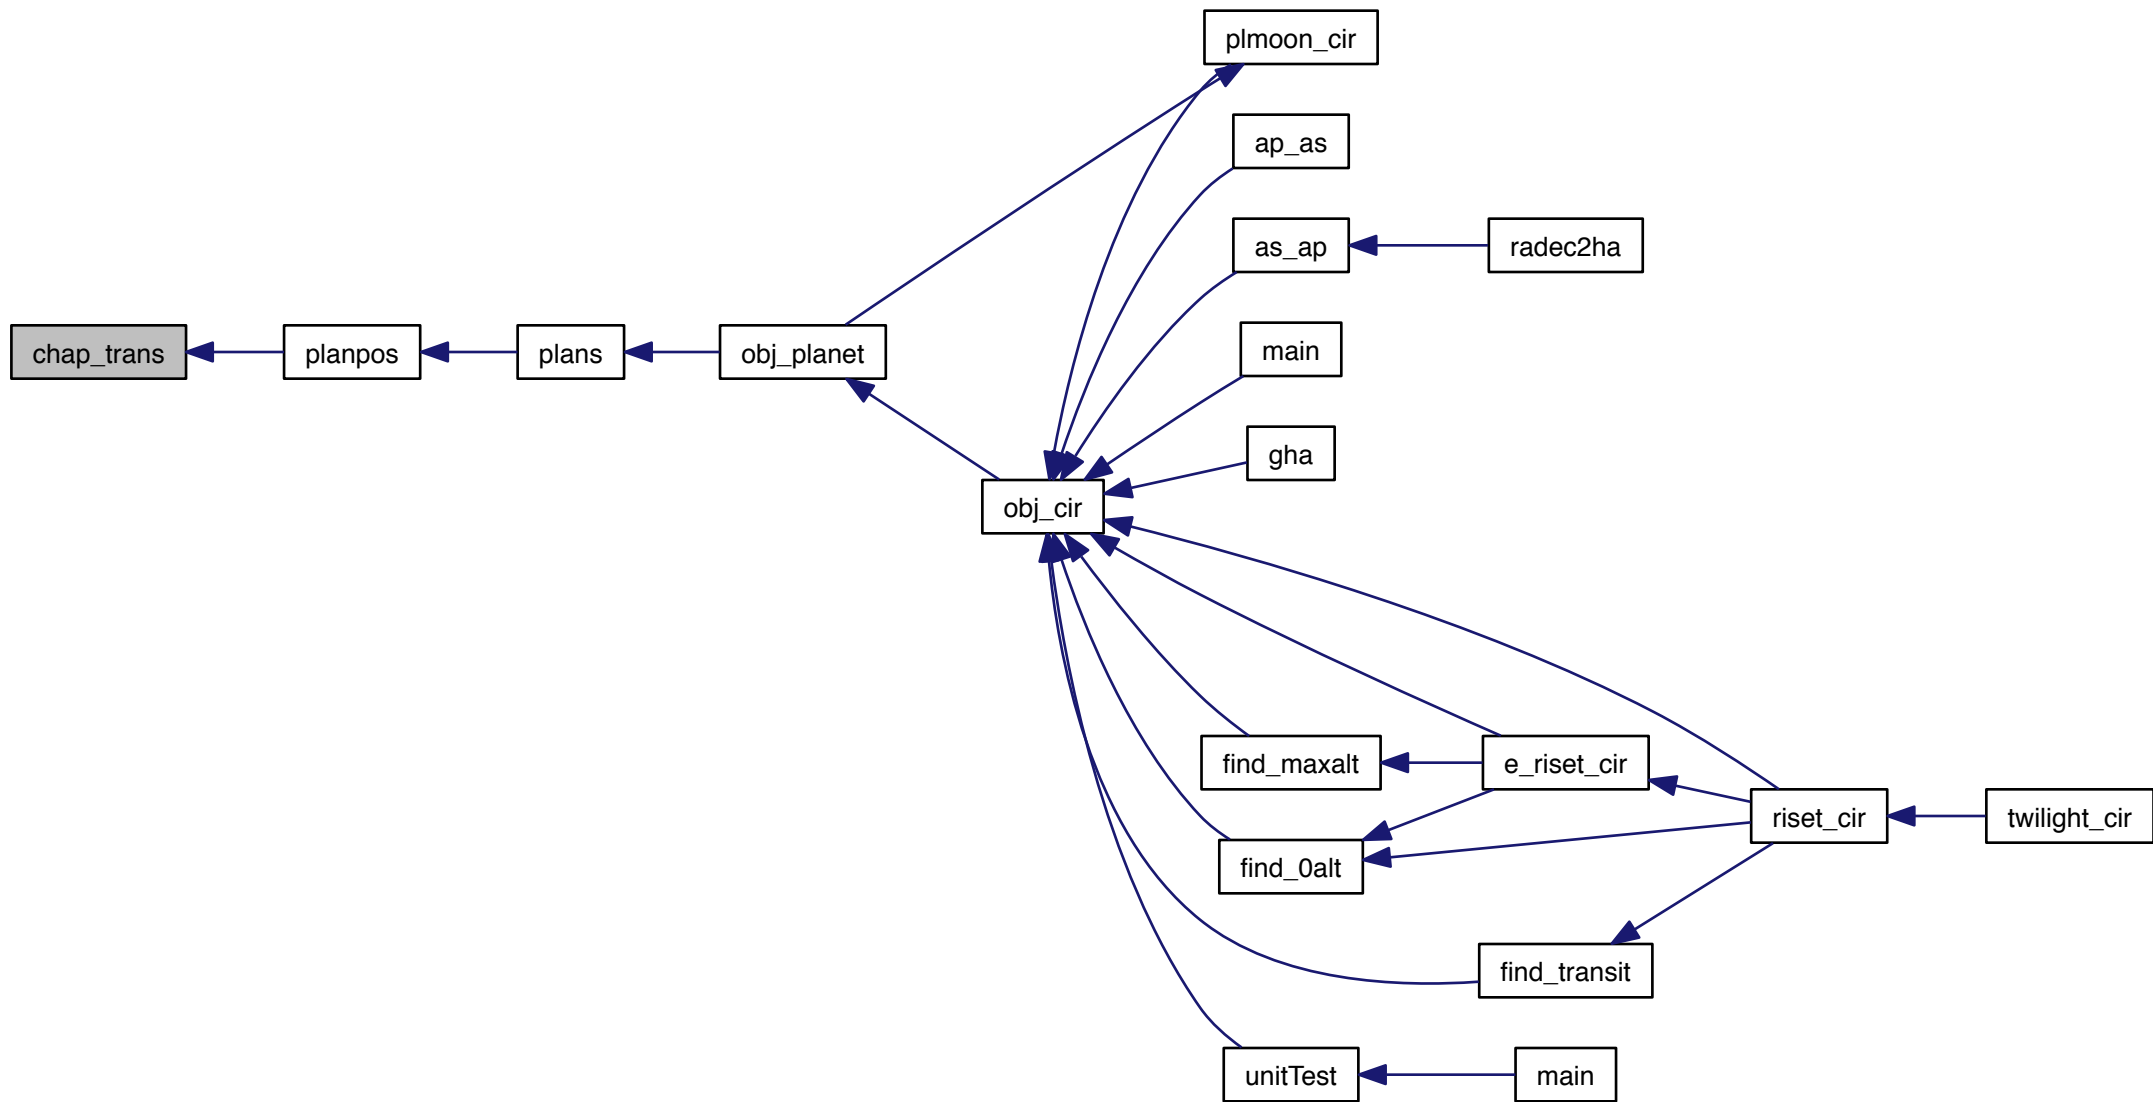 plmoon_cir
ap_as
as_ap
radec2ha
main
chap_trans
planpos
plans
obj_planet
gha
obj_cir
find_maxalt
e_riset_cir
riset_cir
twilight_cir
find_0alt
find_transit
unitTest
main